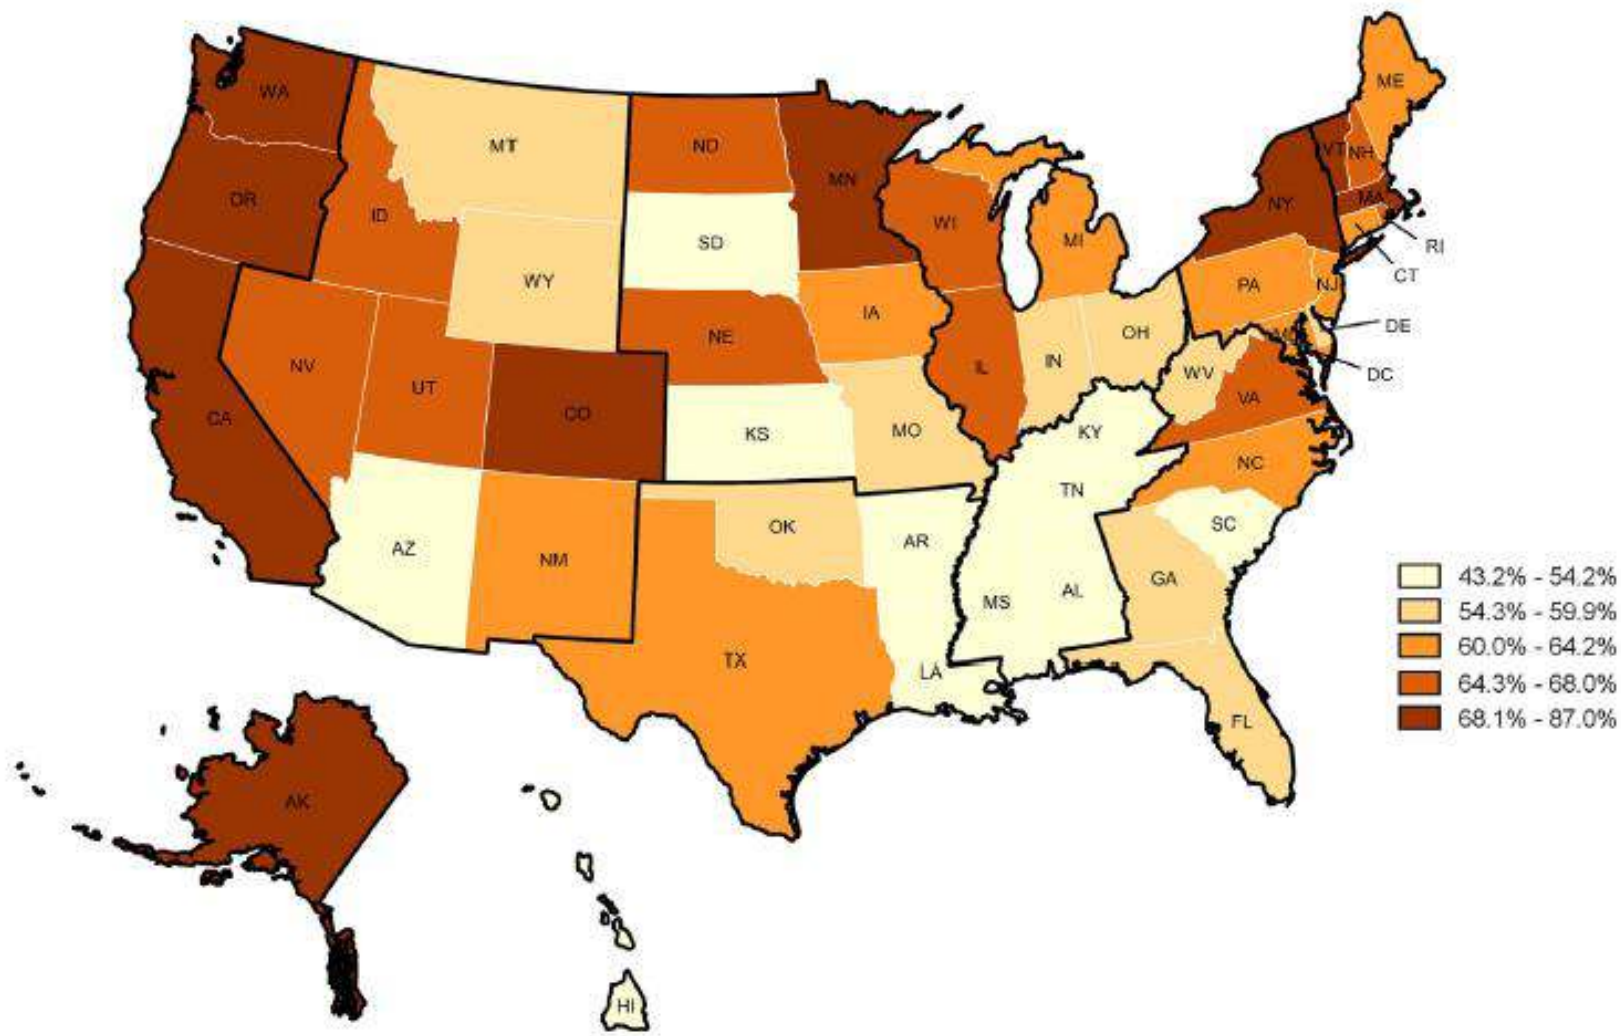 WA
MT
ND
MN
OR
ID
SD
WI
MI
ME
VT
NH
NY
MA
RI
CT
WY
NE
IA
PA
NJ
DE
DC
NV
UT
CO
KS
MO
IL
IN
OH
WV
VA
CA
KY
NC
TN
SC
AZ
NM
OK
AR
MS
AL
GA
TX
LA
FL
AK
HI
43.2% - 54.2%
54.3% - 59.9%
60.0% - 64.2%
64.3% - 68.0%
68.1% - 87.0%